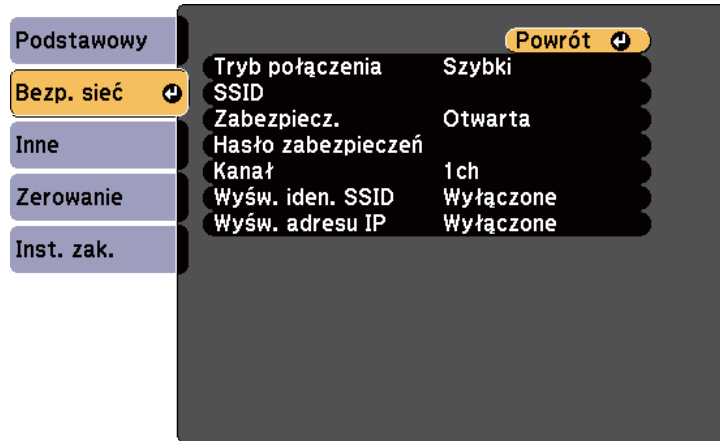 Podstawowy
Bezp. sieć
Inne
Zerowanie
Inst. zak.
Powrót
Tryb połączenia Szybki
SSID
Zabezpiecz. Otwarta
Hasło zabezpieczeń
Kanał 1ch
Wyśw. iden. SSID Wyłączone
Wyśw. adresu IP Wyłączone